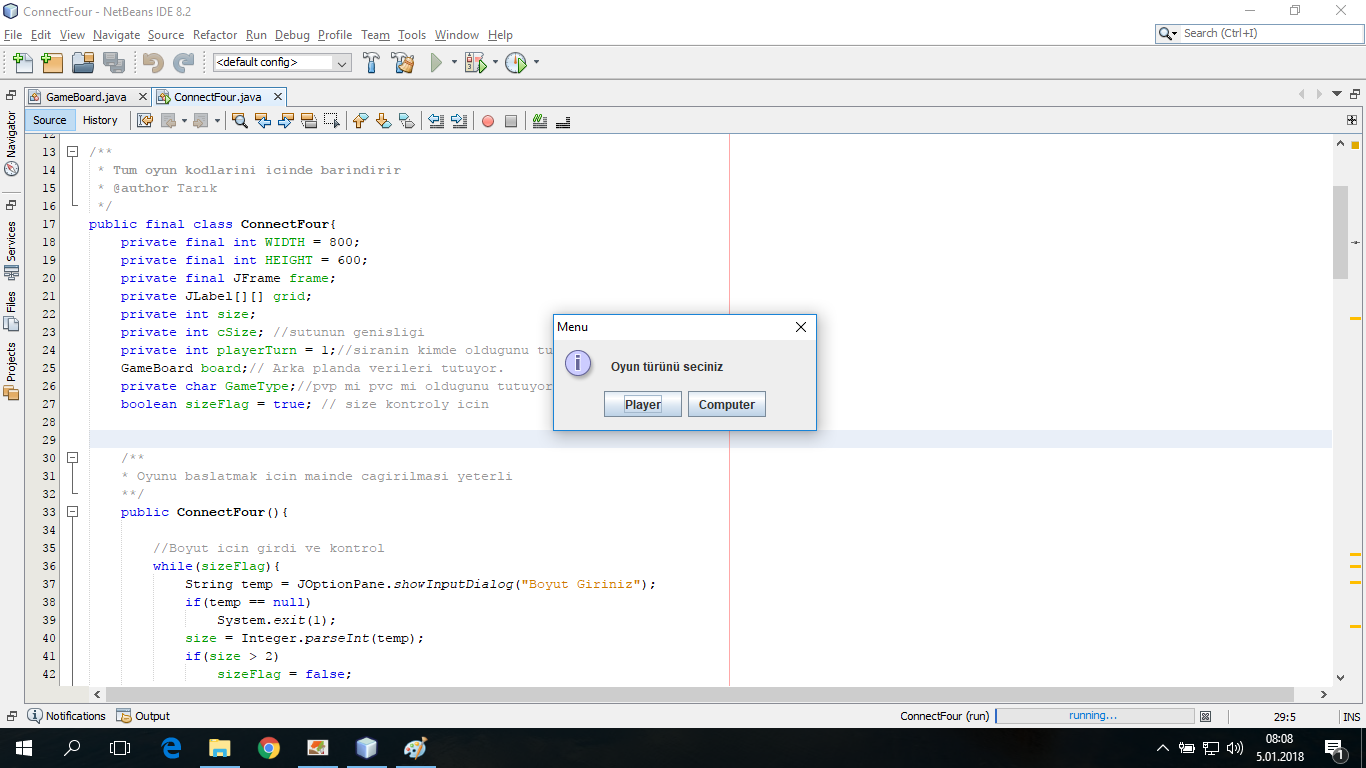 ConnectFour - NetBeans IDE 8.2
File Edit View Navigate Source Refactor Run Debug Profile Team Tools Window Help
Search (Ctrl+I)
<default config>
GameBoard.java
ConnectFour.java
Source History
Navigator
Services
Files
Projects
12
13 /**
14 * Tum oyun kodlarini icinde barindirir
15 * @author Tarık
16 */
17 public final class ConnectFour{
18 private final int WIDTH = 800;
19 private final int HEIGHT = 600;
20 private final JFrame frame;
21 private JLabel[][] grid;
22 private int size;
23 private int cSize; //sutunun genisligi
24 private int playerTurn = 1;//siranin kimde oldugunu tu
25 GameBoard board;// Arka planda verileri tutuyor.
26 private char GameType;//pvp mi pvc mi oldugunu tutuyor
27 boolean sizeFlag = true; // size kontroly icin
28
29
30 /**
31 * Oyunu baslatmak icin mainde cagirilmasi yeterli
32 **/
33 public ConnectFour(){
34
35 //Boyut icin girdi ve kontrol
36 while(sizeFlag){
37 String temp = JOptionPane.showInputDialog("Boyut Giriniz");
38 if(temp == null)
39 System.exit(1);
40 size = Integer.parseInt(temp);
41 if(size > 2)
42 sizeFlag = false;
Menu
Oyun türünü seciniz
Player Computer
Notifications Output
ConnectFour (run) running...
29:5 INS
08:08
5.01.2018
1